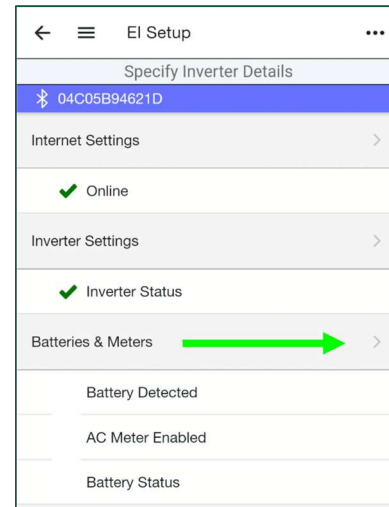 EI Setup
Specify Inverter Details
04C05B94621D
Internet Settings
Online
Inverter Settings
Inverter Status
Batteries & Meters
Battery Detected
AC Meter Enabled
Battery Status